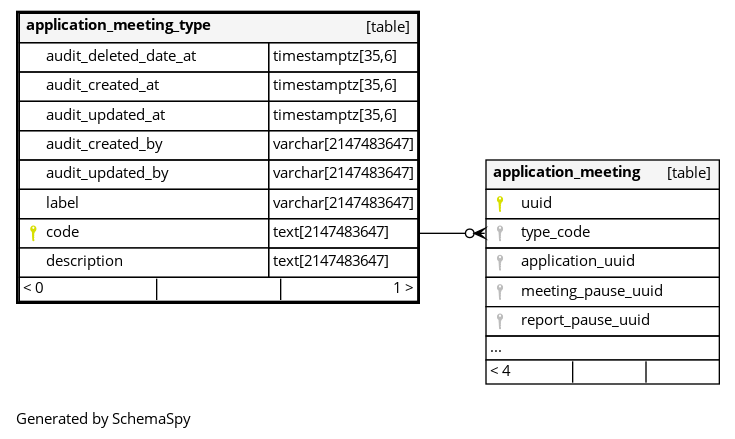 application_meeting_type [table]
audit_deleted_date_at timestamptz[35,6]
audit_created_at timestamptz[35,6]
audit_updated_at timestamptz[35,6]
audit_created_by varchar[2147483647]
audit_updated_by varchar[2147483647]
label varchar[2147483647]
code text[2147483647]
description text[2147483647]
< 0 1 >
application_meeting [table]
uuid
type_code
application_uuid
meeting_pause_uuid
report_pause_uuid
...
< 4
Generated by SchemaSpy